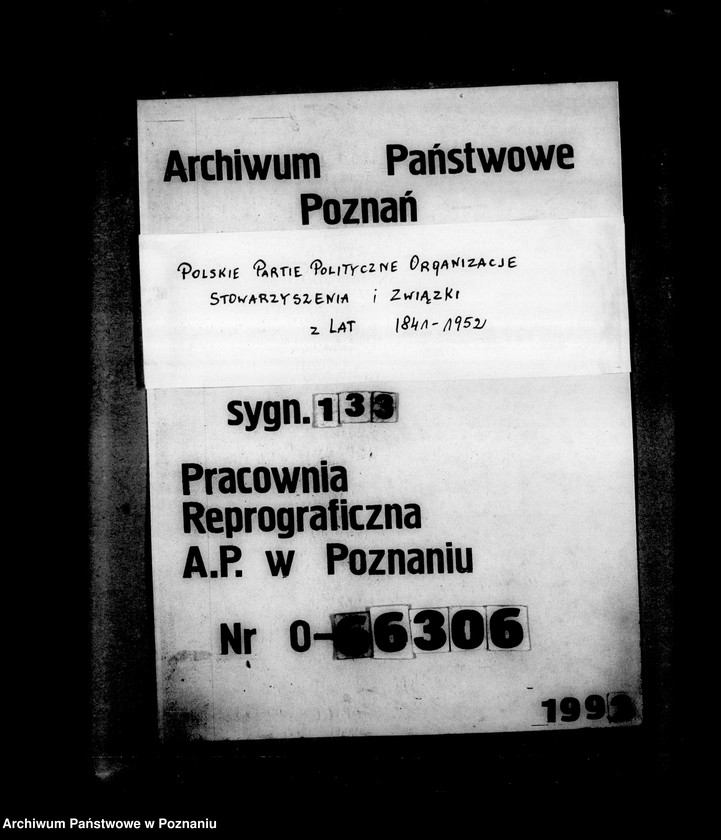 Archiwum Państwowe
Poznań
POLSKIE PARTIE POLITYCZNE ORGANIZACJE
STOWARZYSZENIA i ZWIĄZKI
z LAT 1841-1952
sygn. 133
Pracownia
Reprograficzna
A.P. w Poznaniu
Nr O-66306
Archiwum Państwowe w Poznaniu